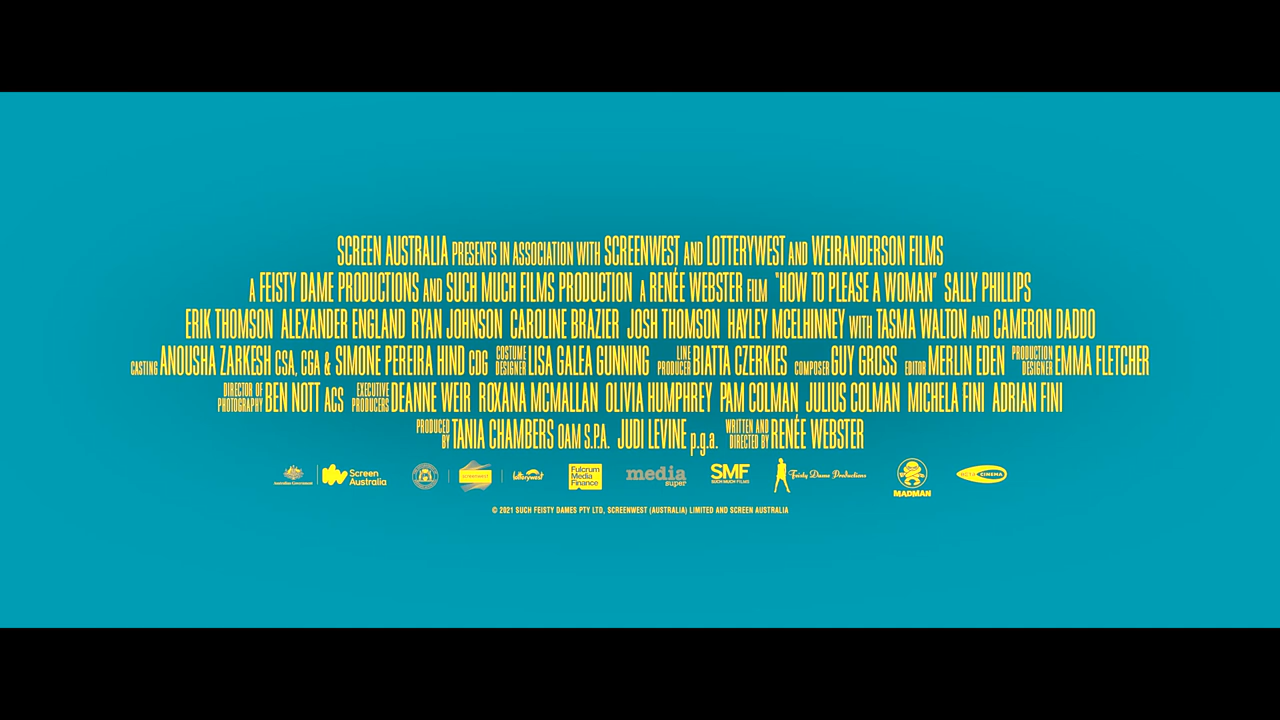 SCREEN AUSTRALIA PRESENTS IN ASSOCIATION WITH SCREENWEST AND LOTTERYWEST AND WEIRANDERSON FILMS
A FEISTY DAME PRODUCTIONS AND SUCH MUCH FILMS PRODUCTION A RENÉE WEBSTER FILM "HOW TO PLEASE A WOMAN" SALLY PHILLIPS
ERIK THOMSON ALEXANDER ENGLAND RYAN JOHNSON CAROLINE BRAZIER JOSH THOMSON HAYLEY MCELHINNEY WITH TASMA WALTON AND CAMERON DADDO
CASTING ANOUSHA ZARKESH CSA, CGA & SIMONE PEREIRA HIND CDG COSTUME DESIGNER LISA GALEA GUNNING LINE PRODUCER BIATTA CZERKIES COMPOSER GUY GROSS EDITOR MERLIN EDEN PRODUCTION DESIGNER EMMA FLETCHER
DIRECTOR OF PHOTOGRAPHY BEN NOTT ACS EXECUTIVE PRODUCERS DEANNE WEIR ROXANA MCMALLAN OLIVIA HUMPHREY PAM COLMAN JULIUS COLMAN MICHELA FINI ADRIAN FINI
PRODUCED BY TANIA CHAMBERS OAM S.P.A. JUDI LEVINE p.g.a. WRITTEN AND DIRECTED BY RENÉE WEBSTER
Australian Government Screen Australia SCREENWEST lotterywest Fulcrum Media Finance media super SMF SUCH MUCH FILMS Feisty Dame Productions MADMAN CINEMA
© 2021 SUCH FEISTY DAMES PTY LTD, SCREENWEST (AUSTRALIA) LIMITED AND SCREEN AUSTRALIA